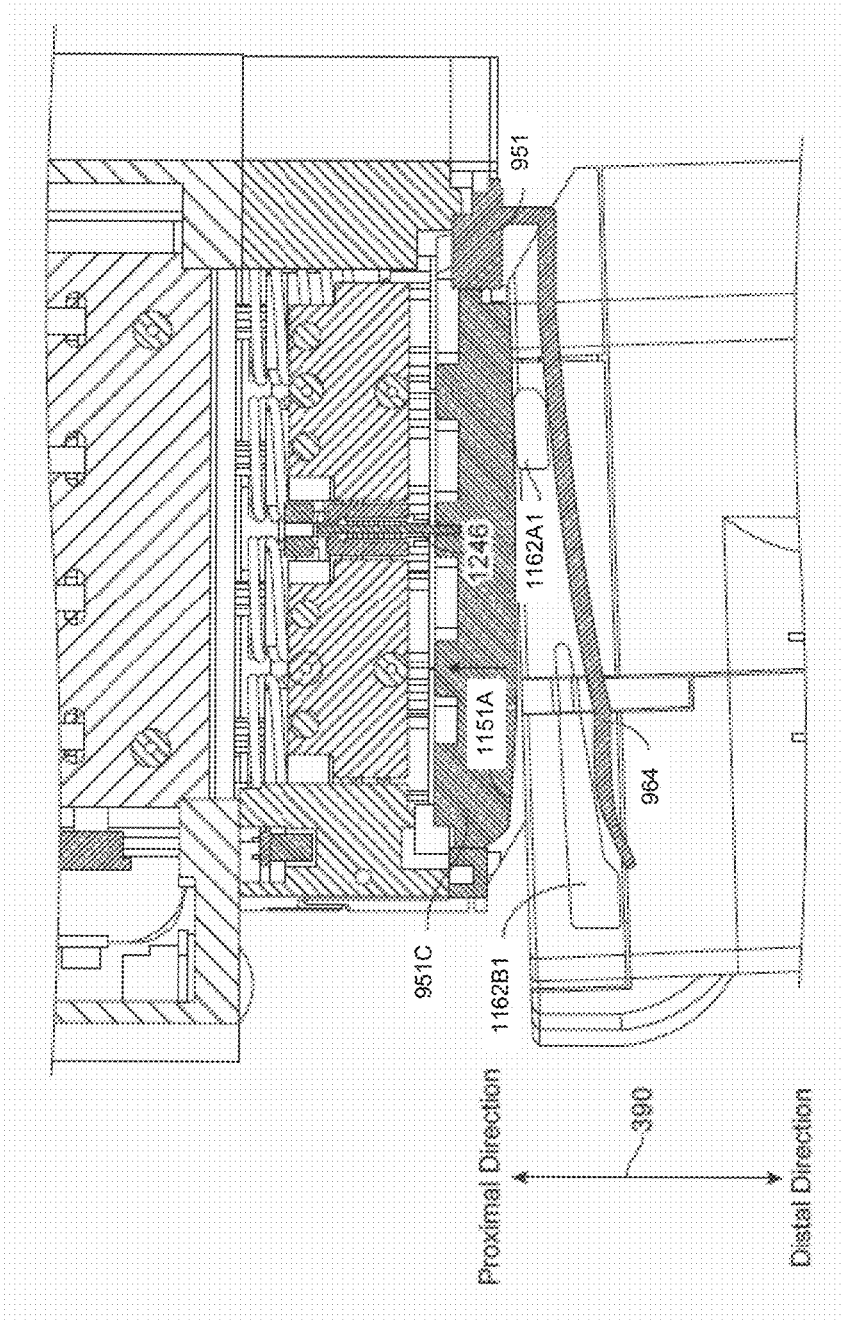 Proximal Direction
390
Distal Direction
1162B1
951C
964
1151A
1246
1162A1
951